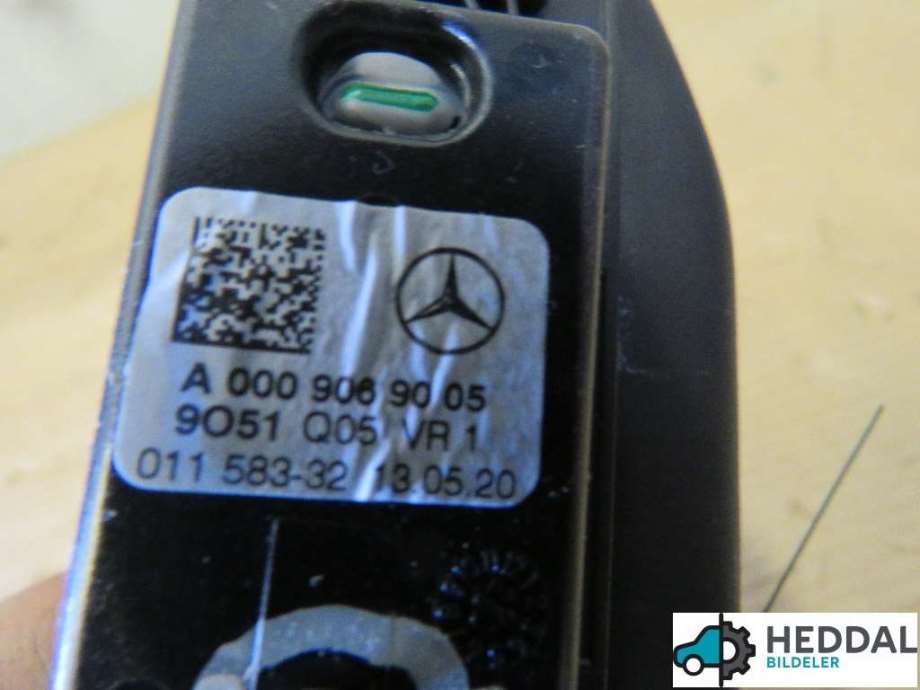 A 000 906 90 05
9O51 Q05 VR 1
011 583-32 13.05.20
HEDDAL
BILDELER